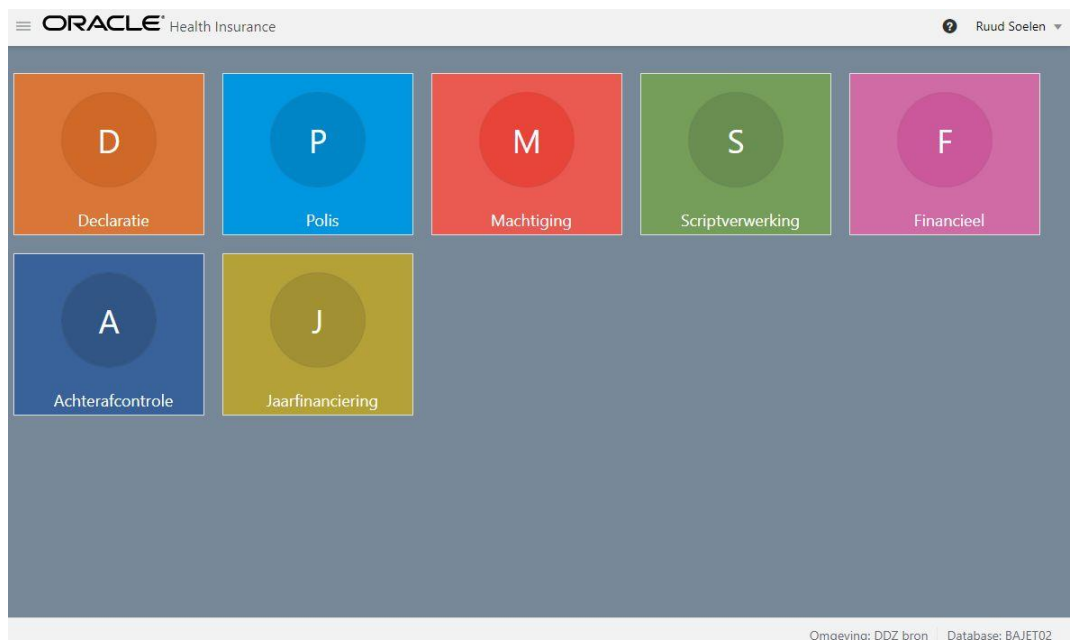 ORACLE® Health Insurance
Ruud Soelen
D
P
M
S
F
Declaratie
Polis
Machtiging
Scriptverwerking
Financieel
A
J
Achterafcontrole
Jaarfinanciering
Omgeving: DDZ bron
Database: BAJET02